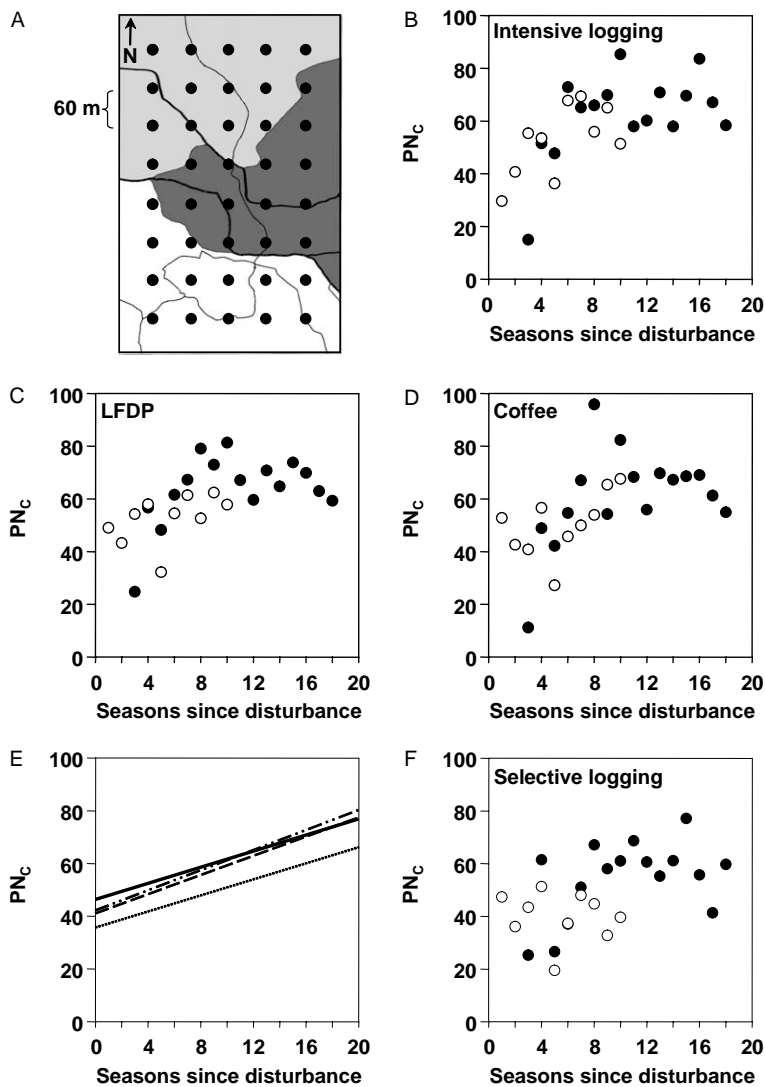 A
N
60 m
B
Intensive logging
100
80
60
40
20
0
PNC
0 4 8 12 16 20
Seasons since disturbance
C
LFDP
100
80
60
40
20
0
PNC
0 4 8 12 16 20
Seasons since disturbance
D
Coffee
100
80
60
40
20
0
PNC
0 4 8 12 16 20
Seasons since disturbance
E
100
80
60
40
20
0
PNC
0 4 8 12 16 20
Seasons since disturbance
F
Selective logging
100
80
60
40
20
0
PNC
0 4 8 12 16 20
Seasons since disturbance